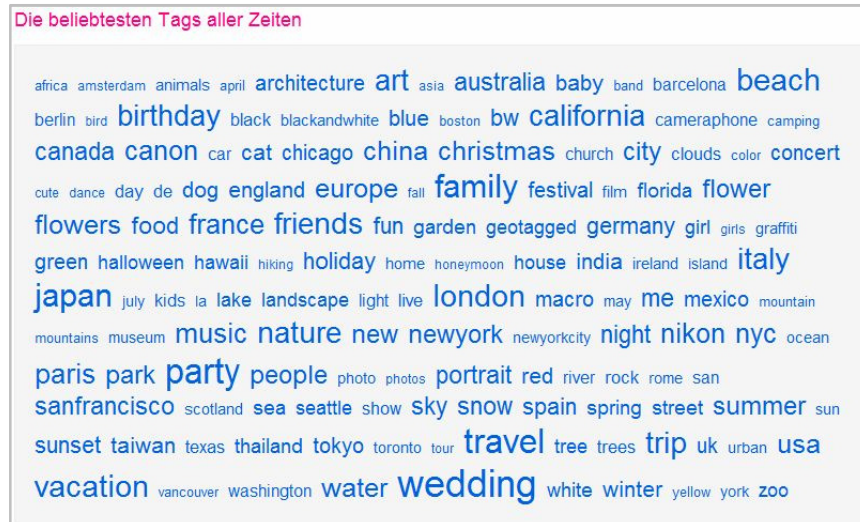 Die beliebtesten Tags aller Zeiten
africa amsterdam animals april architecture art asia australia baby band barcelona beach
berlin bird birthday black blackandwhite blue boston bw california cameraphone camping
canada canon car cat chicago china christmas church city clouds color concert
cute dance day de dog england europe fall family festival film florida flower
flowers food france friends fun garden geotagged germany girl girls graffiti
green halloween hawaii hiking holiday home honeymoon house india ireland island italy
japan july kids la lake landscape light live london macro may me mexico mountain
mountains museum music nature new newyork newyorkcity night nikon nyc ocean
paris park party people photo photos portrait red river rock rome san
sanfrancisco scotland sea seattle show sky snow spain spring street summer sun
sunset taiwan texas thailand tokyo toronto tour travel tree trees trip uk urban usa
vacation vancouver washington water wedding white winter yellow york zoo